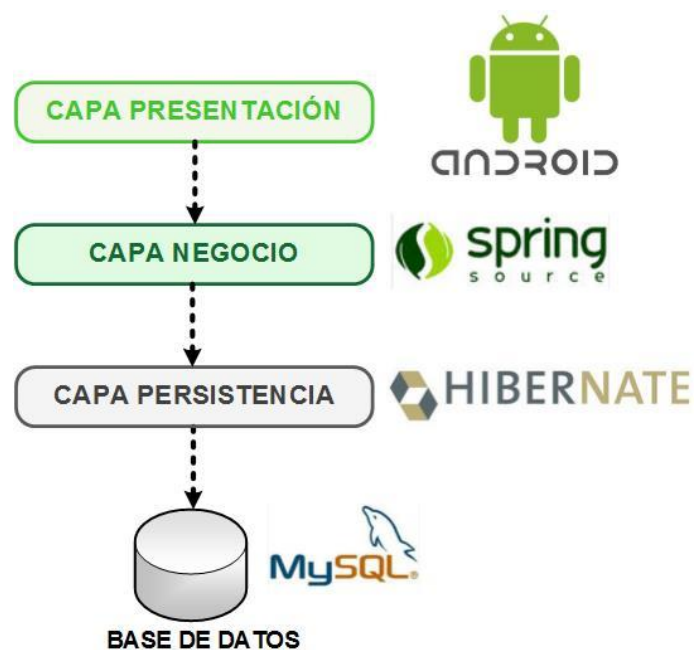 CAPA PRESENTACIÓN
ANDROID
CAPA NEGOCIO
spring
source
CAPA PERSISTENCIA
HIBERNATE
MySQL®
BASE DE DATOS